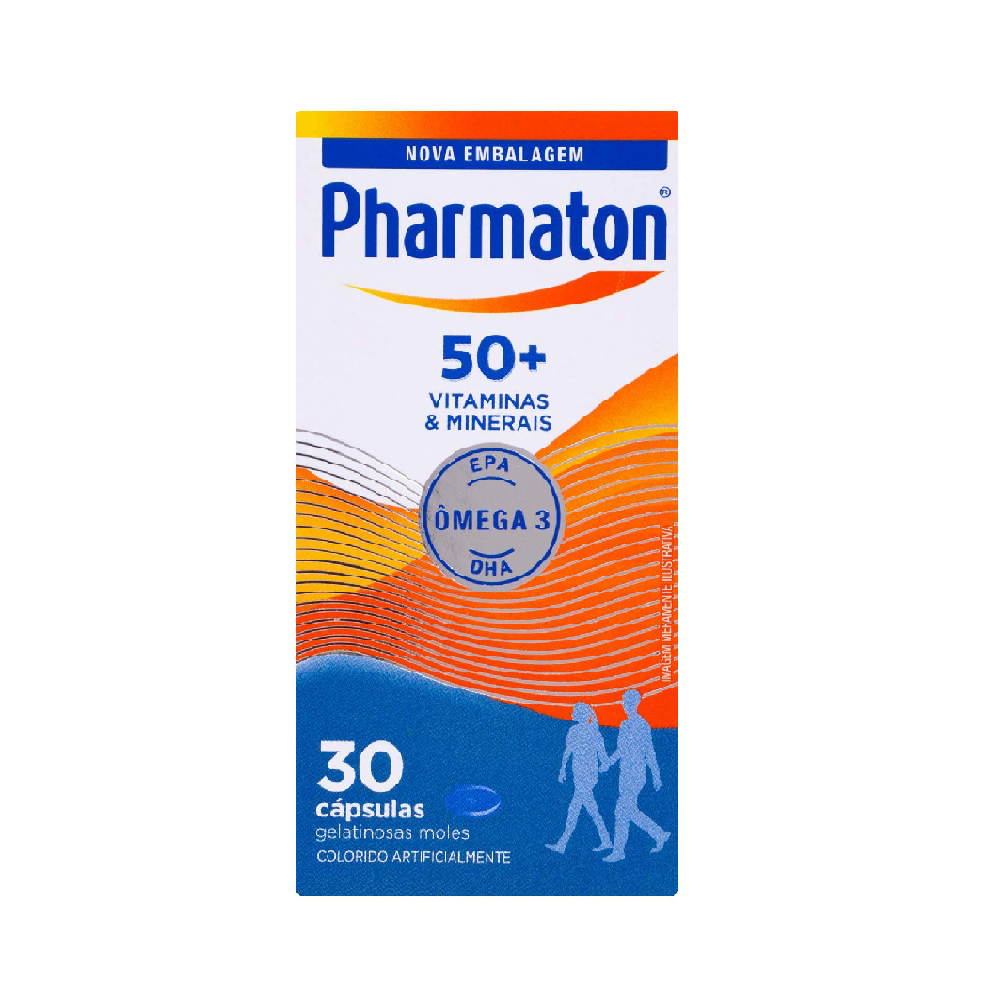 NOVA EMBALAGEM
Pharmaton®
50+
VITAMINAS
& MINERAIS
EPA
ÔMEGA 3
DHA
IMAGEM MERAMENTE ILUSTRATIVA
30
cápsulas
gelatinosas moles
COLORIDO ARTIFICIALMENTE